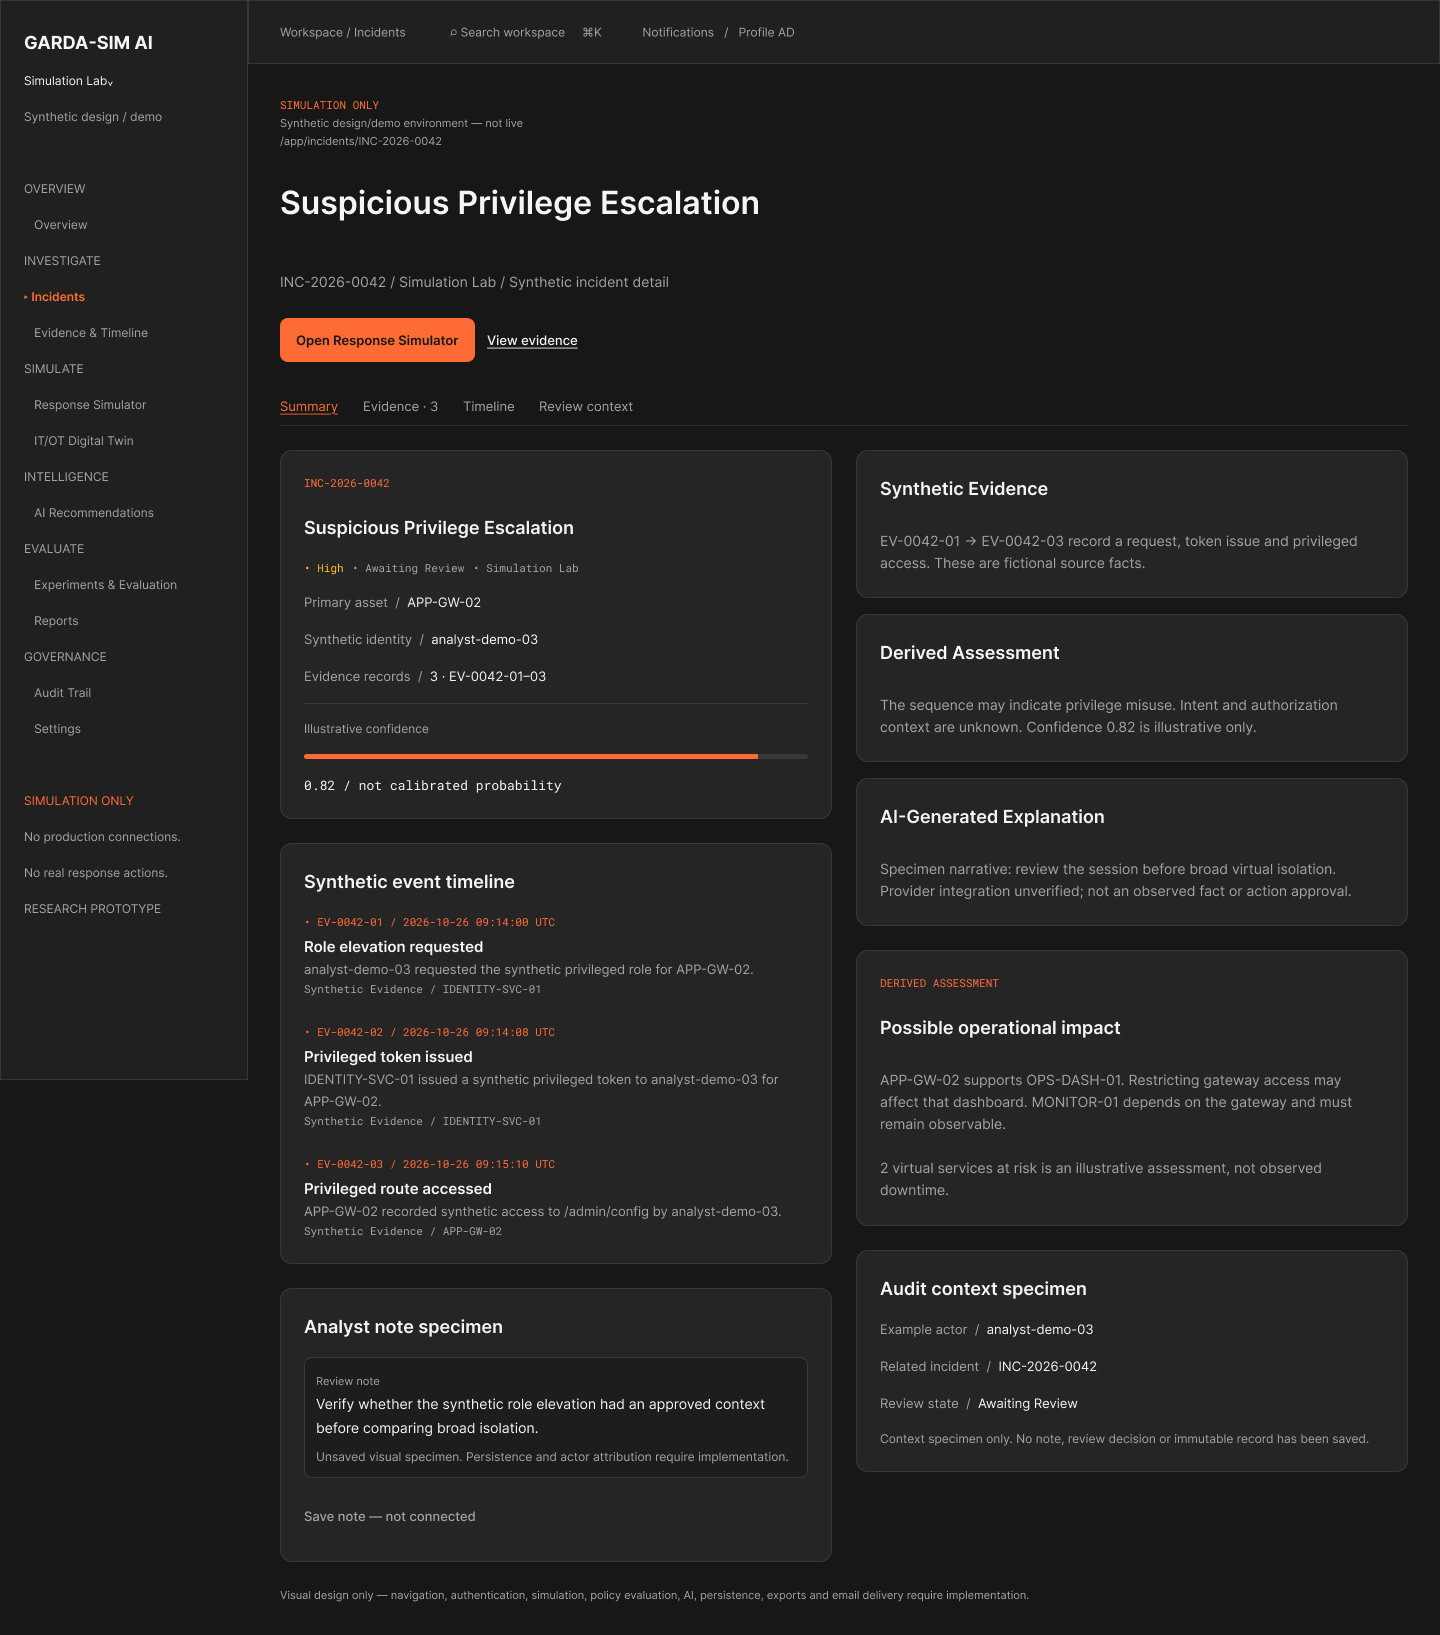 GARDA-SIM AI
Simulation Lab
Synthetic design / demo
OVERVIEW
Overview
INVESTIGATE
Incidents
Evidence & Timeline
SIMULATE
Response Simulator
IT/OT Digital Twin
INTELLIGENCE
AI Recommendations
EVALUATE
Experiments & Evaluation
Reports
GOVERNANCE
Audit Trail
Settings
SIMULATION ONLY
No production connections.
No real response actions.
RESEARCH PROTOTYPE
Workspace / Incidents ⌕ Search workspace ⌘K Notifications / Profile AD
SIMULATION ONLY
Synthetic design/demo environment — not live
/app/incidents/INC-2026-0042
Suspicious Privilege Escalation
INC-2026-0042 / Simulation Lab / Synthetic incident detail
Open Response Simulator View evidence
Summary Evidence · 3 Timeline Review context
INC-2026-0042
Suspicious Privilege Escalation
• High • Awaiting Review • Simulation Lab
Primary asset / APP-GW-02
Synthetic identity / analyst-demo-03
Evidence records / 3 · EV-0042-01–03
Illustrative confidence
0.82 / not calibrated probability
Synthetic event timeline
• EV-0042-01 / 2026-10-26 09:14:00 UTC
Role elevation requested
analyst-demo-03 requested the synthetic privileged role for APP-GW-02.
Synthetic Evidence / IDENTITY-SVC-01
• EV-0042-02 / 2026-10-26 09:14:08 UTC
Privileged token issued
IDENTITY-SVC-01 issued a synthetic privileged token to analyst-demo-03 for
APP-GW-02.
Synthetic Evidence / IDENTITY-SVC-01
• EV-0042-03 / 2026-10-26 09:15:10 UTC
Privileged route accessed
APP-GW-02 recorded synthetic access to /admin/config by analyst-demo-03.
Synthetic Evidence / APP-GW-02
Analyst note specimen
Review note
Verify whether the synthetic role elevation had an approved context
before comparing broad isolation.
Unsaved visual specimen. Persistence and actor attribution require implementation.
Save note — not connected
Synthetic Evidence
EV-0042-01 → EV-0042-03 record a request, token issue and privileged
access. These are fictional source facts.
Derived Assessment
The sequence may indicate privilege misuse. Intent and authorization
context are unknown. Confidence 0.82 is illustrative only.
AI-Generated Explanation
Specimen narrative: review the session before broad virtual isolation.
Provider integration unverified; not an observed fact or action approval.
DERIVED ASSESSMENT
Possible operational impact
APP-GW-02 supports OPS-DASH-01. Restricting gateway access may
affect that dashboard. MONITOR-01 depends on the gateway and must
remain observable.
2 virtual services at risk is an illustrative assessment, not observed
downtime.
Audit context specimen
Example actor / analyst-demo-03
Related incident / INC-2026-0042
Review state / Awaiting Review
Context specimen only. No note, review decision or immutable record has been saved.
Visual design only — navigation, authentication, simulation, policy evaluation, AI, persistence, exports and email delivery require implementation.